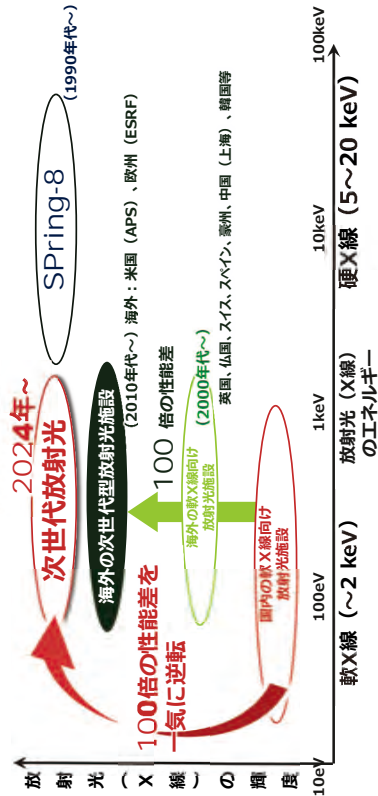 2024年~
次世代放射光
SPring-8
(1990年代~)
海外の次世代型放射光施設
(2010年代~)
海外：米国（APS）、欧州（ESRF）
100 倍の性能差
100倍の性能差を
一気に逆転
海外の軟X線向け
放射光施設
(2000年代~)
英国、仏国、スイス、スペイン、豪州、中国（上海）、韓国等
国内の軟X線向け
放射光施設
放射光（X線）の輝度
10eV
100eV
1keV
10keV
100keV
軟X線（～2 keV）
放射光（X線）
のエネルギー
硬X線（5～20 keV）